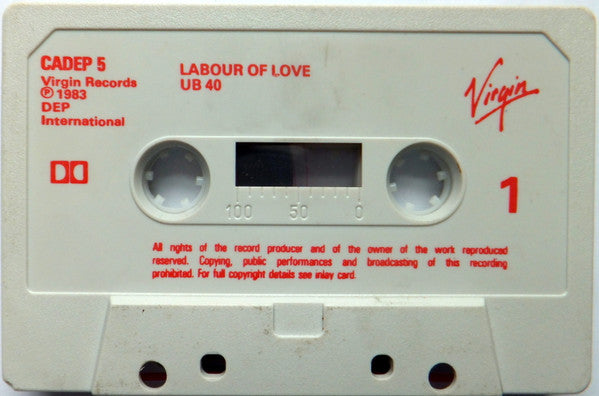 CADEP 5
Virgin Records
℗ 1983
DEP
International
LABOUR OF LOVE
UB 40
Virgin
1
100 50 0
All rights of the record producer and of the owner of the work reproduced
reserved. Copying, public performances and broadcasting of this recording
prohibited. For full copyright details see inlay card.